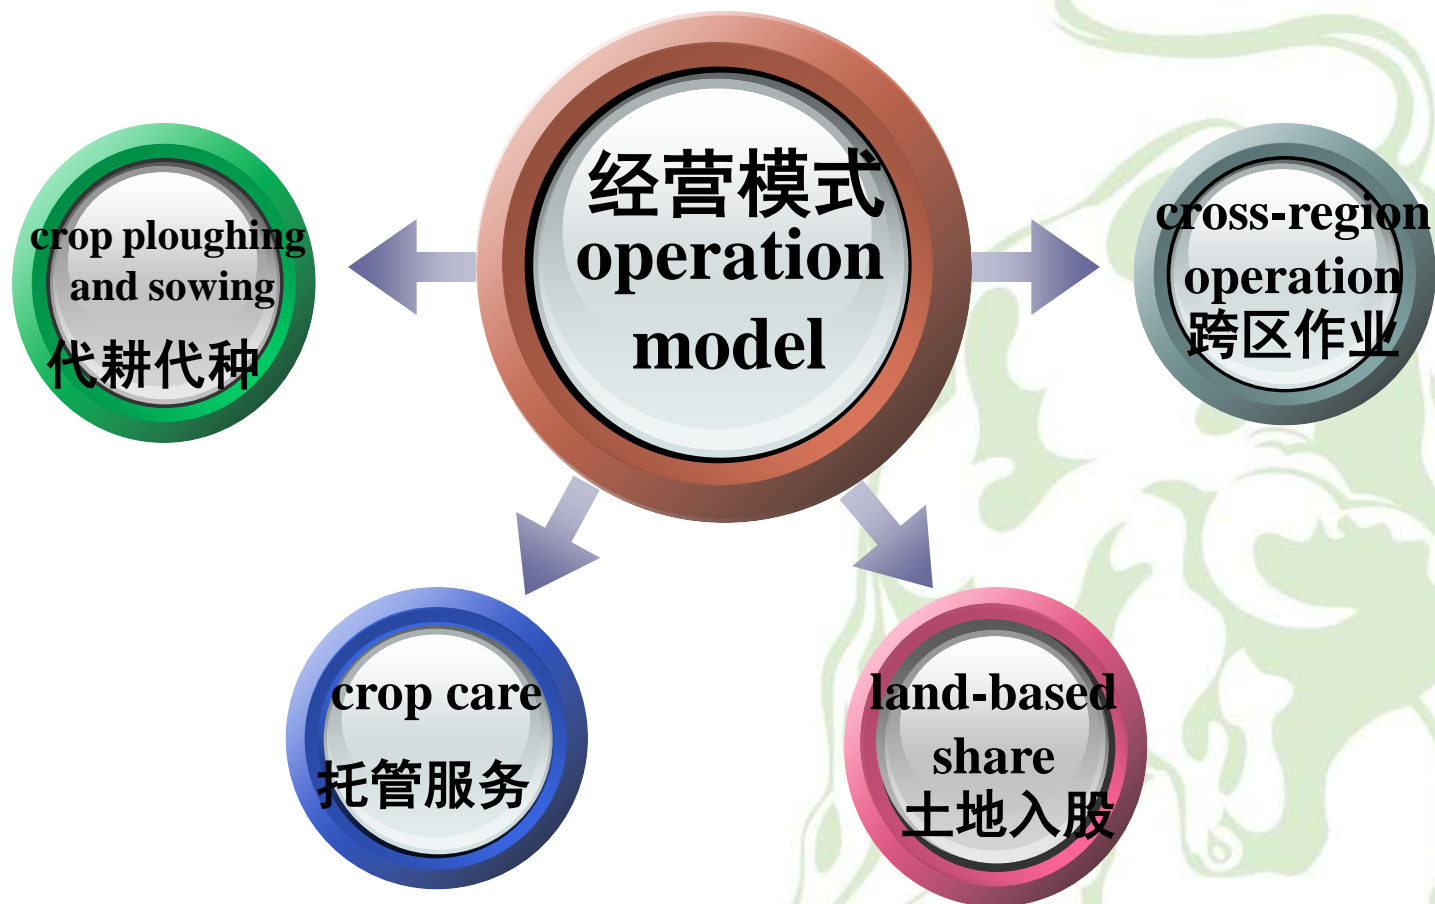 经营模式
operation
model
crop ploughing
and sowing
代耕代种
cross-region
operation
跨区作业
crop care
托管服务
land-based
share
土地入股